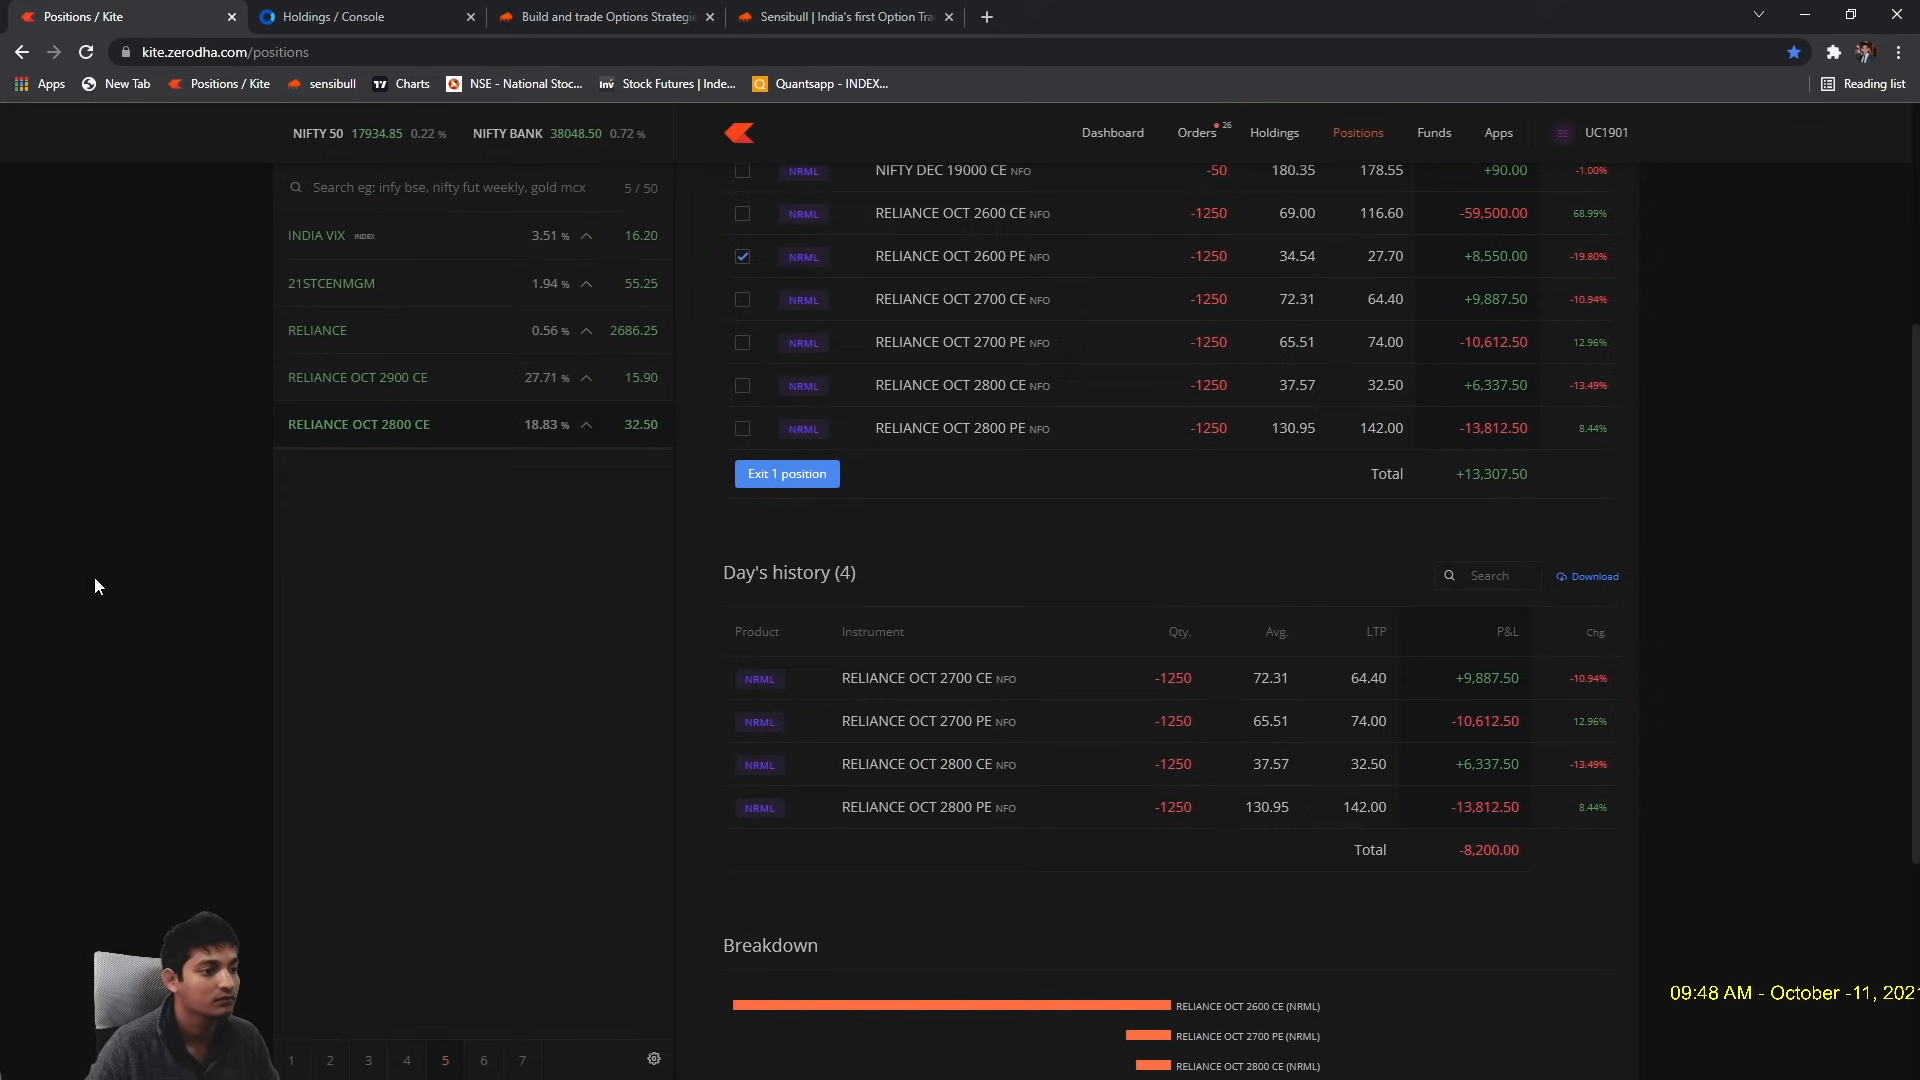 Positions / Kite
Holdings / Console
Build and trade Options Strategie
Sensibull | India's first Option Tra
kite.zerodha.com/positions
Apps New Tab Positions / Kite sensibull Charts NSE - National Stoc... Stock Futures | Inde... Quantsapp - INDEX... Reading list
NIFTY 50 17934.85 0.22 % NIFTY BANK 38048.50 0.72 %
Dashboard Orders 26 Holdings Positions Funds Apps UC1901
Search eg: infy bse, nifty fut weekly, gold mcx 5 / 50
INDIA VIX INDEX 3.51 % 16.20
21STCENMGM 1.94 % 55.25
RELIANCE 0.56 % 2686.25
RELIANCE OCT 2900 CE 27.71 % 15.90
RELIANCE OCT 2800 CE 18.83 % 32.50
1 2 3 4 5 6 7
NRML NIFTY DEC 19000 CE NFO -50 180.35 178.55 +90.00 -1.00%
NRML RELIANCE OCT 2600 CE NFO -1250 69.00 116.60 -59,500.00 68.99%
NRML RELIANCE OCT 2600 PE NFO -1250 34.54 27.70 +8,550.00 -19.80%
NRML RELIANCE OCT 2700 CE NFO -1250 72.31 64.40 +9,887.50 -10.94%
NRML RELIANCE OCT 2700 PE NFO -1250 65.51 74.00 -10,612.50 12.96%
NRML RELIANCE OCT 2800 CE NFO -1250 37.57 32.50 +6,337.50 -13.49%
NRML RELIANCE OCT 2800 PE NFO -1250 130.95 142.00 -13,812.50 8.44%
Exit 1 position Total +13,307.50
Day's history (4) Search Download
Product Instrument Qty. Avg. LTP P&L Chg.
NRML RELIANCE OCT 2700 CE NFO -1250 72.31 64.40 +9,887.50 -10.94%
NRML RELIANCE OCT 2700 PE NFO -1250 65.51 74.00 -10,612.50 12.96%
NRML RELIANCE OCT 2800 CE NFO -1250 37.57 32.50 +6,337.50 -13.49%
NRML RELIANCE OCT 2800 PE NFO -1250 130.95 142.00 -13,812.50 8.44%
Total -8,200.00
Breakdown
RELIANCE OCT 2600 CE (NRML)
RELIANCE OCT 2700 PE (NRML)
RELIANCE OCT 2800 CE (NRML)
09:48 AM - October -11, 2021